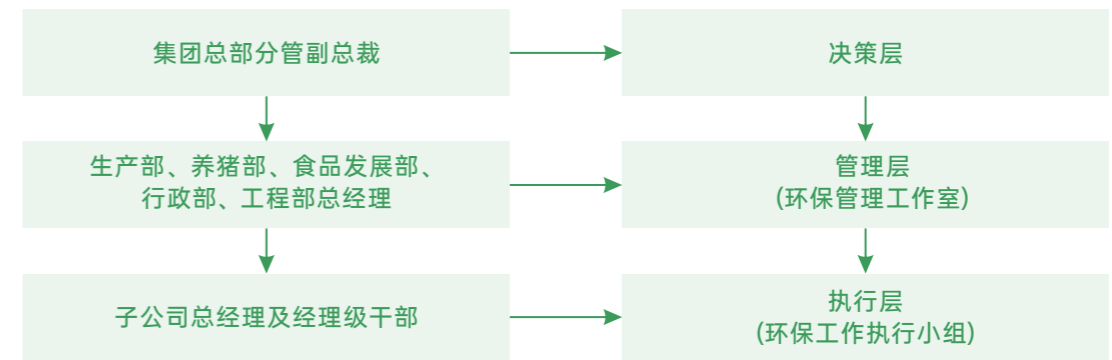 集团总部分管副总裁
决策层
生产部、养猪部、食品发展部、
行政部、工程部总经理
管理层
(环保管理工作室)
子公司总经理及经理级干部
执行层
(环保工作执行小组)